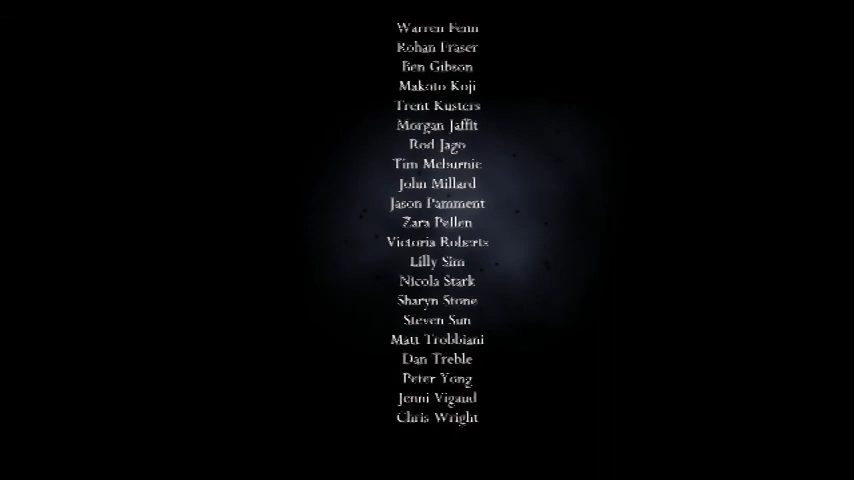 Warren Fenn
Rohan Fraser
Ben Gibson
Makoto Koji
Trent Kusters
Morgan Jaffit
Rod Jago
Tim Mcburnie
John Millard
Jason Pamment
Zara Pellen
Victoria Roberts
Lilly Sim
Nicola Stark
Sharyn Stone
Steven Sun
Matt Trobbiani
Dan Treble
Peter Yong
Jenni Vigaud
Chris Wright